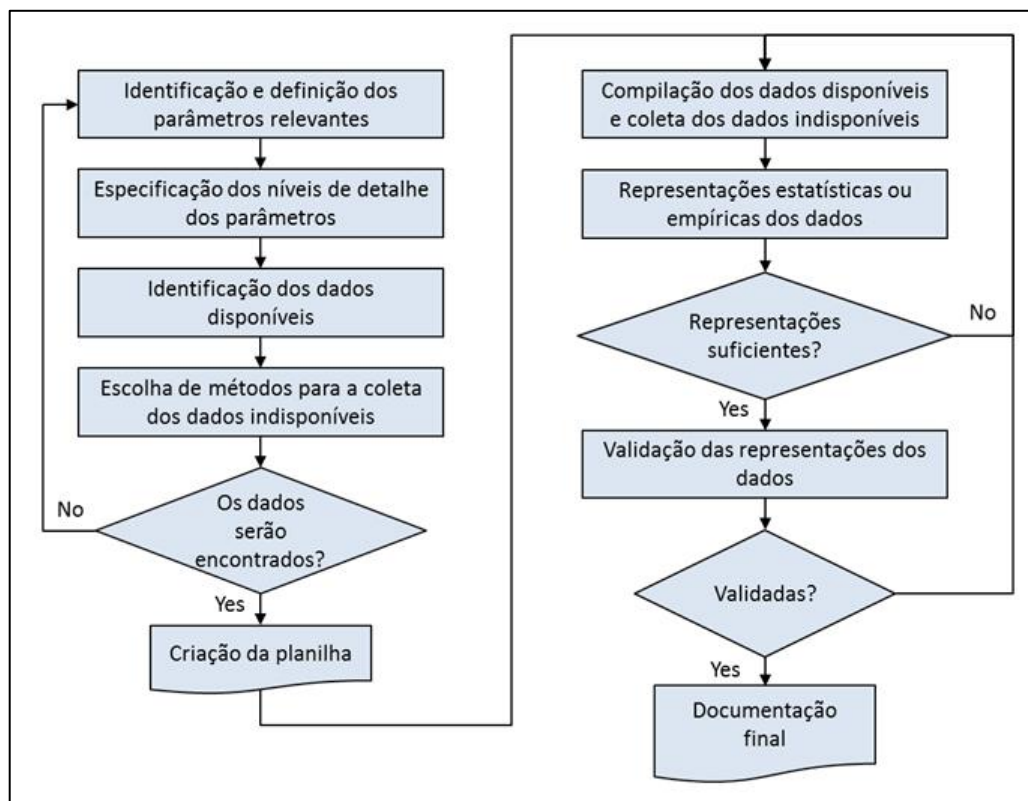 Identificação e definição dos
parâmetros relevantes
Especificação dos níveis de detalhe
dos parâmetros
Identificação dos dados
disponíveis
Escolha de métodos para a coleta
dos dados indisponíveis
Os dados
serão
encontrados?
No
Yes
Criação da planilha
Compilação dos dados disponíveis
e coleta dos dados indisponíveis
Representações estatísticas ou
empíricas dos dados
Representações
suficientes?
No
Yes
Validação das representações dos
dados
Validadas?
Yes
Documentação
final